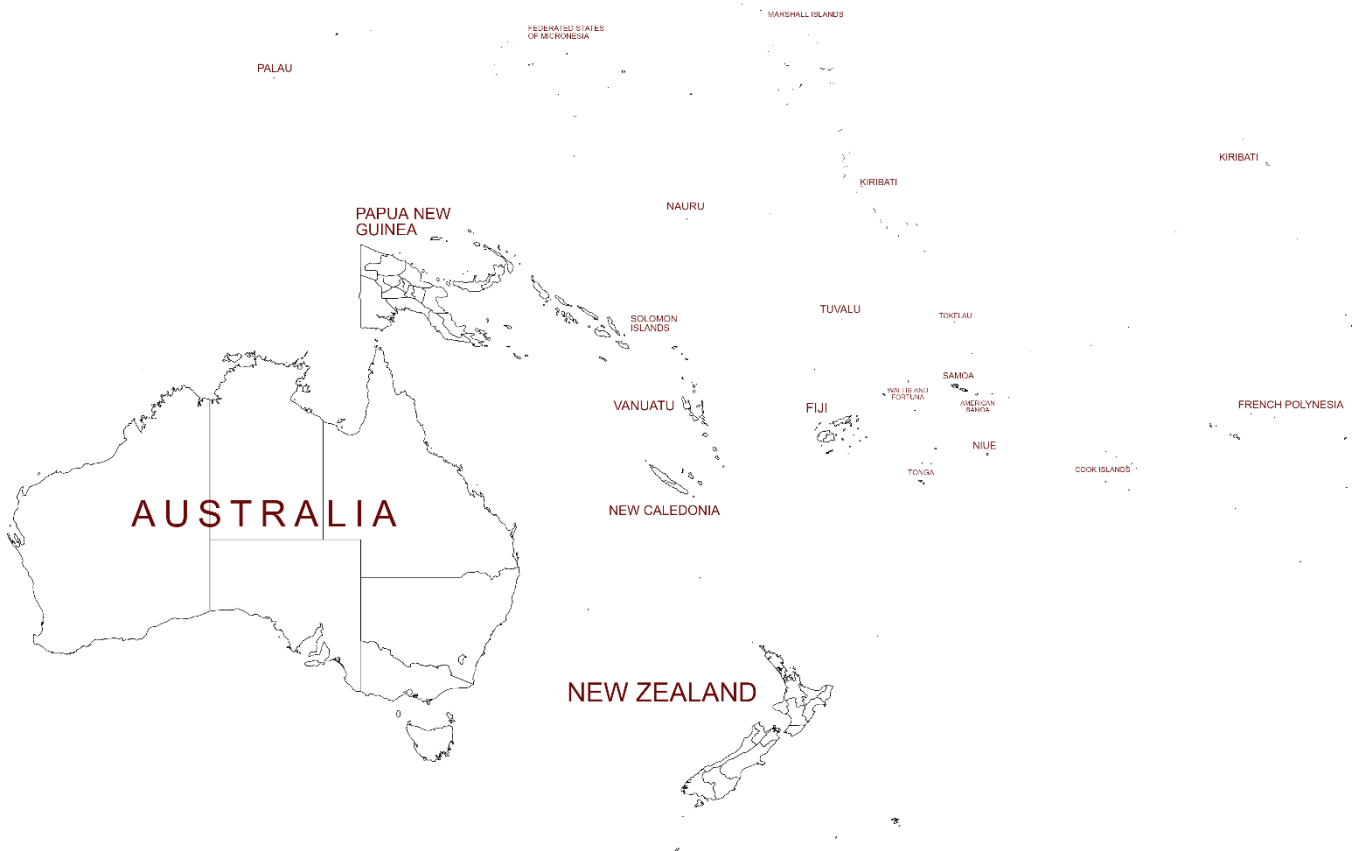 MARSHALL ISLANDS
FEDERATED STATES
OF MICRONESIA
PALAU
KIRIBATI
KIRIBATI
NAURU
PAPUA NEW
GUINEA
TUVALU
TOKELAU
SOLOMON
ISLANDS
SAMOA
WALLIS AND
FORTUNA
AMERICAN
SAMOA
VANUATU
FIJI
FRENCH POLYNESIA
NIUE
TONGA
COOK ISLANDS
NEW CALEDONIA
AUSTRALIA
NEW ZEALAND